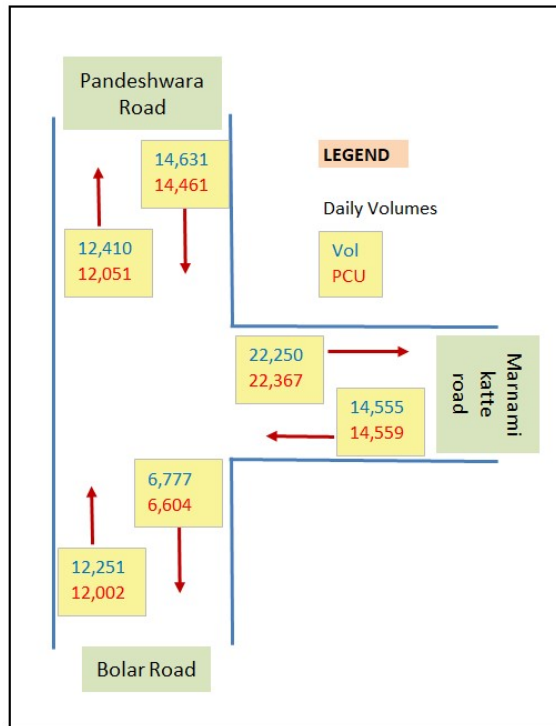 Pandeshwara
Road
14,631
14,461
LEGEND
Daily Volumes
12,410
12,051
Vol
PCU
22,250
22,367
Marnami
katte
road
14,555
14,559
6,777
6,604
12,251
12,002
Bolar Road